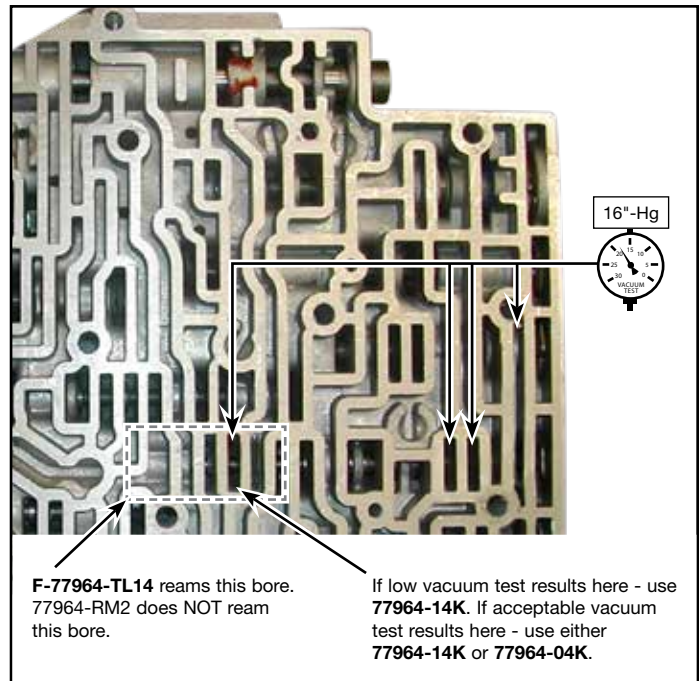 16"-Hg
15
20
10
25
5
30
0
VACUUM
TEST
F-77964-TL14 reams this bore.
77964-RM2 does NOT ream
this bore.
If low vacuum test results here - use
77964-14K. If acceptable vacuum
test results here - use either
77964-14K or 77964-04K.